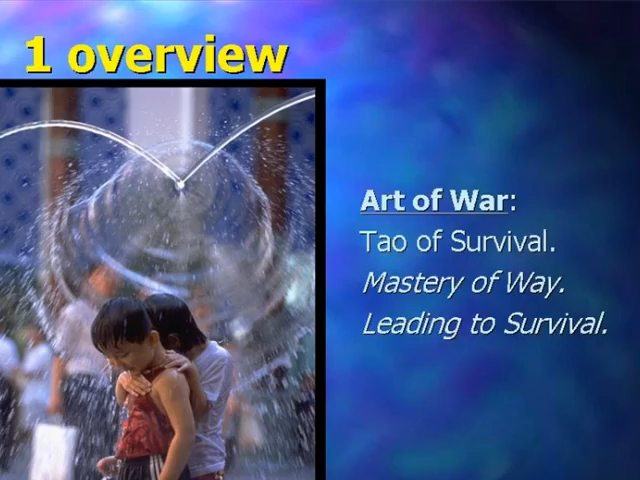 1 overview
Art of War:
Tao of Survival.
Mastery of Way.
Leading to Survival.